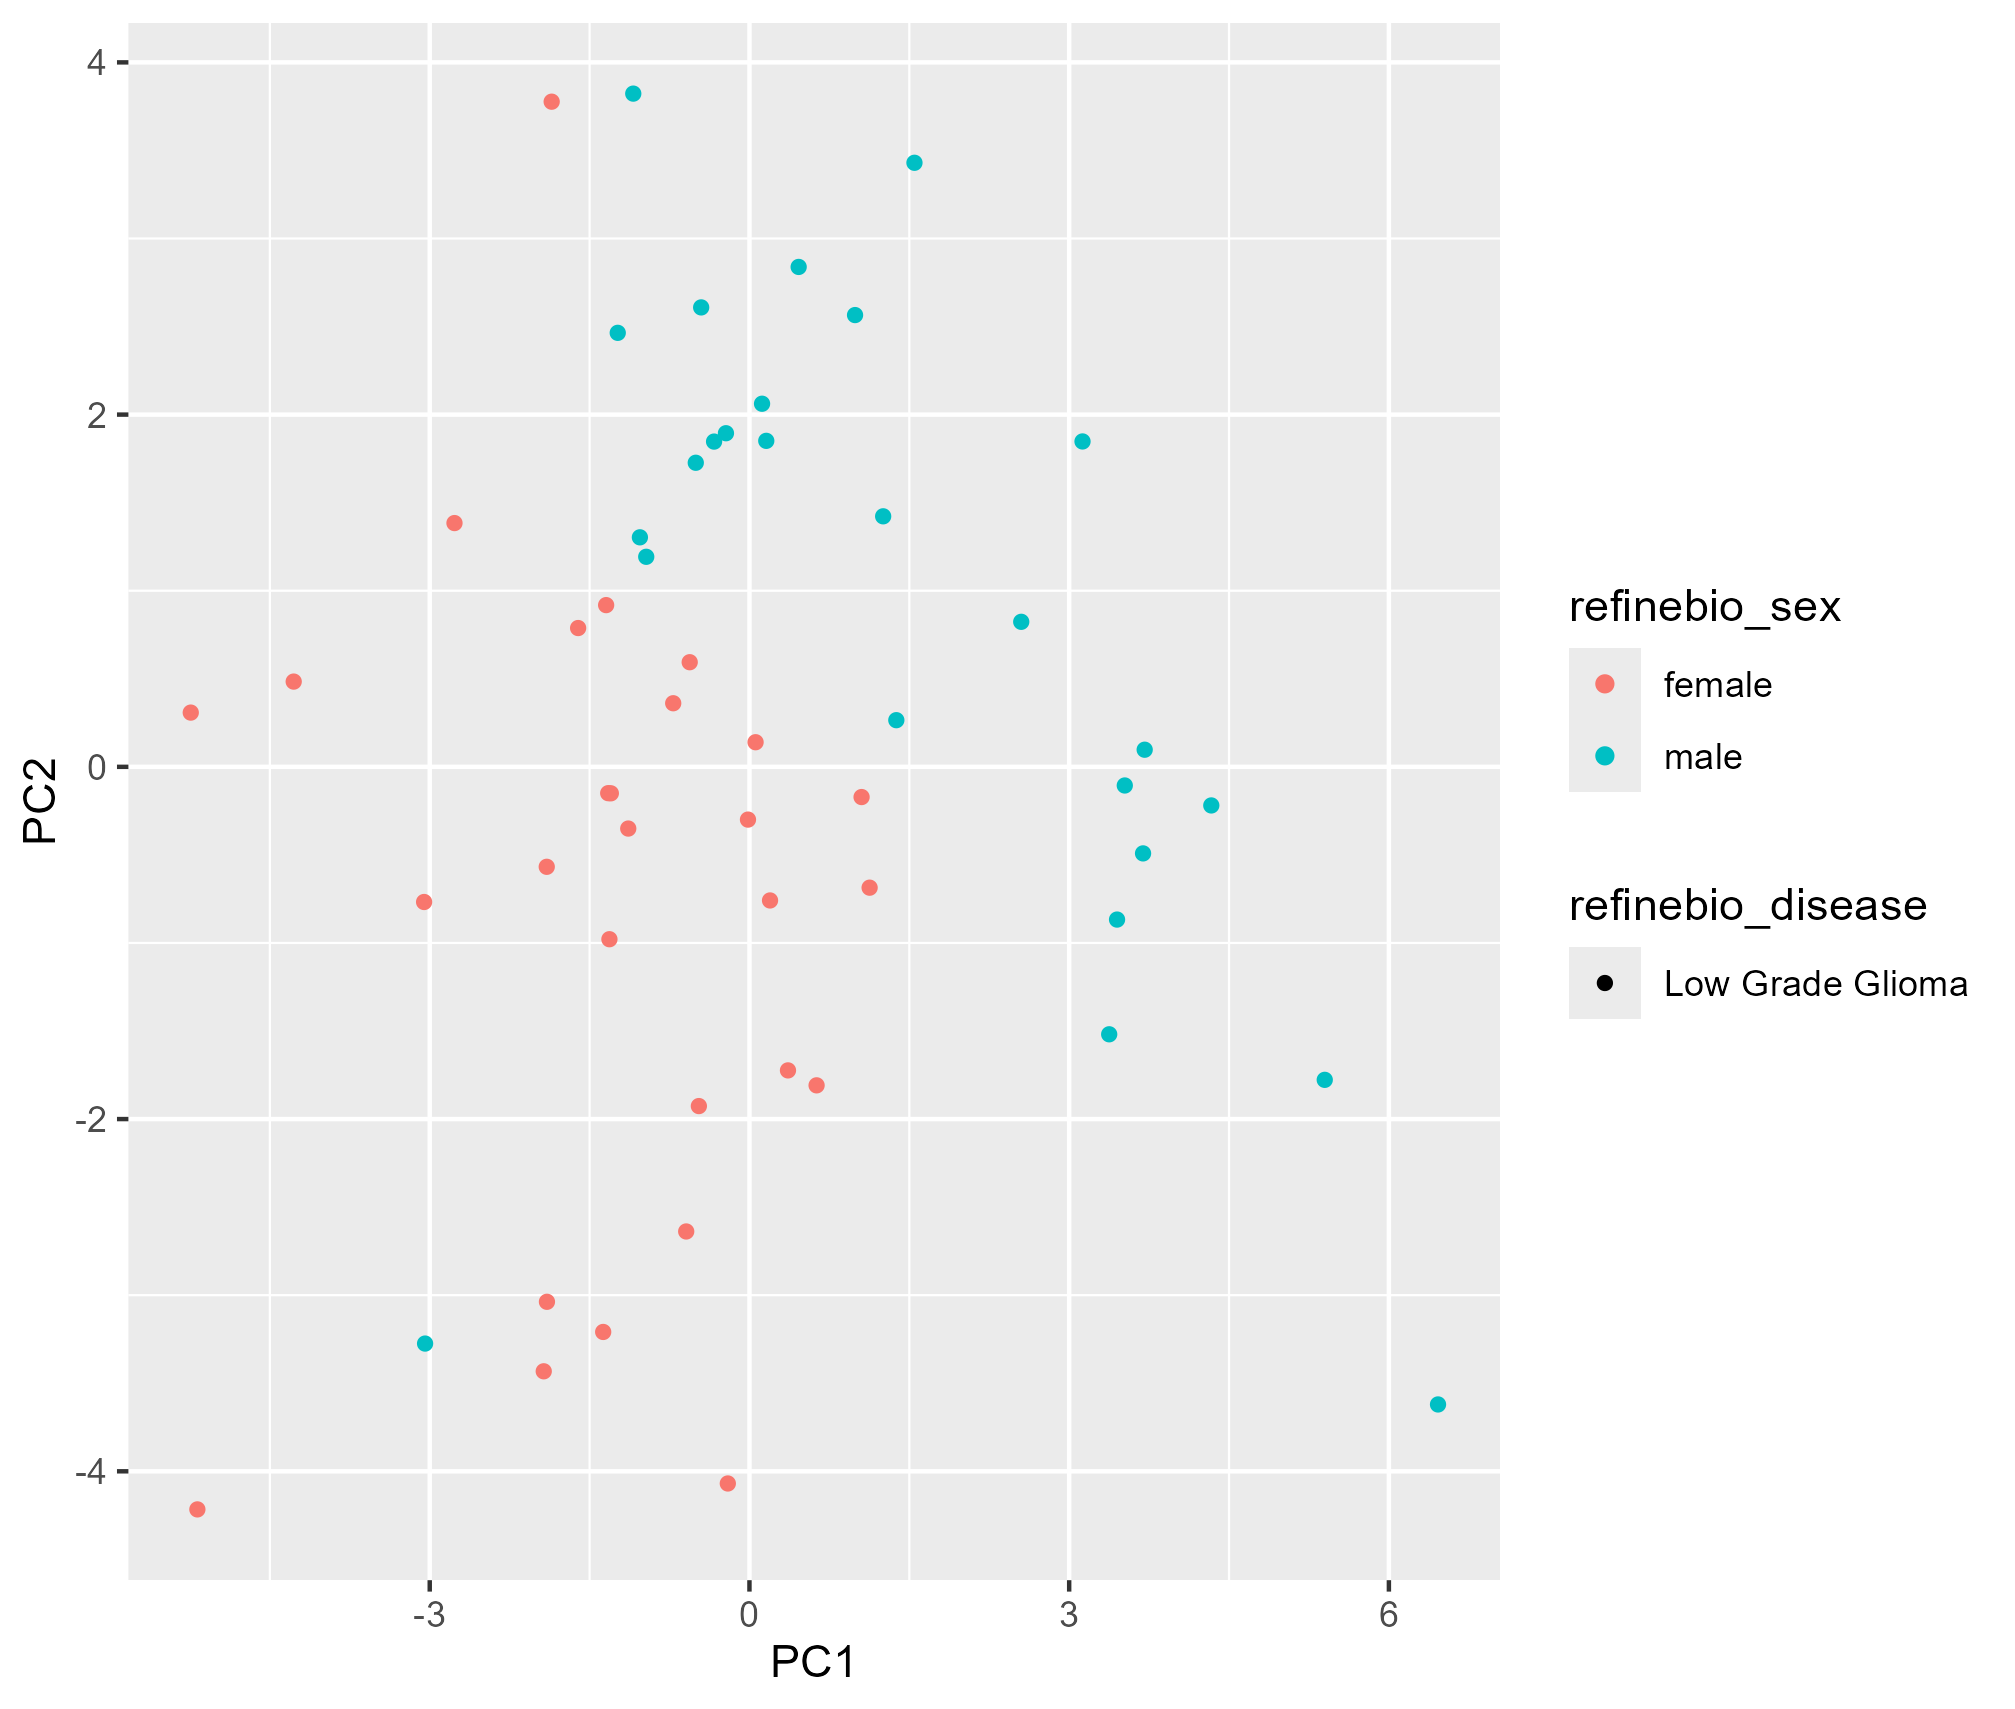 4
2
0
-2
-4
PC2
-3 0 3 6
PC1
refinebio_sex
female
male
refinebio_disease
Low Grade Glioma